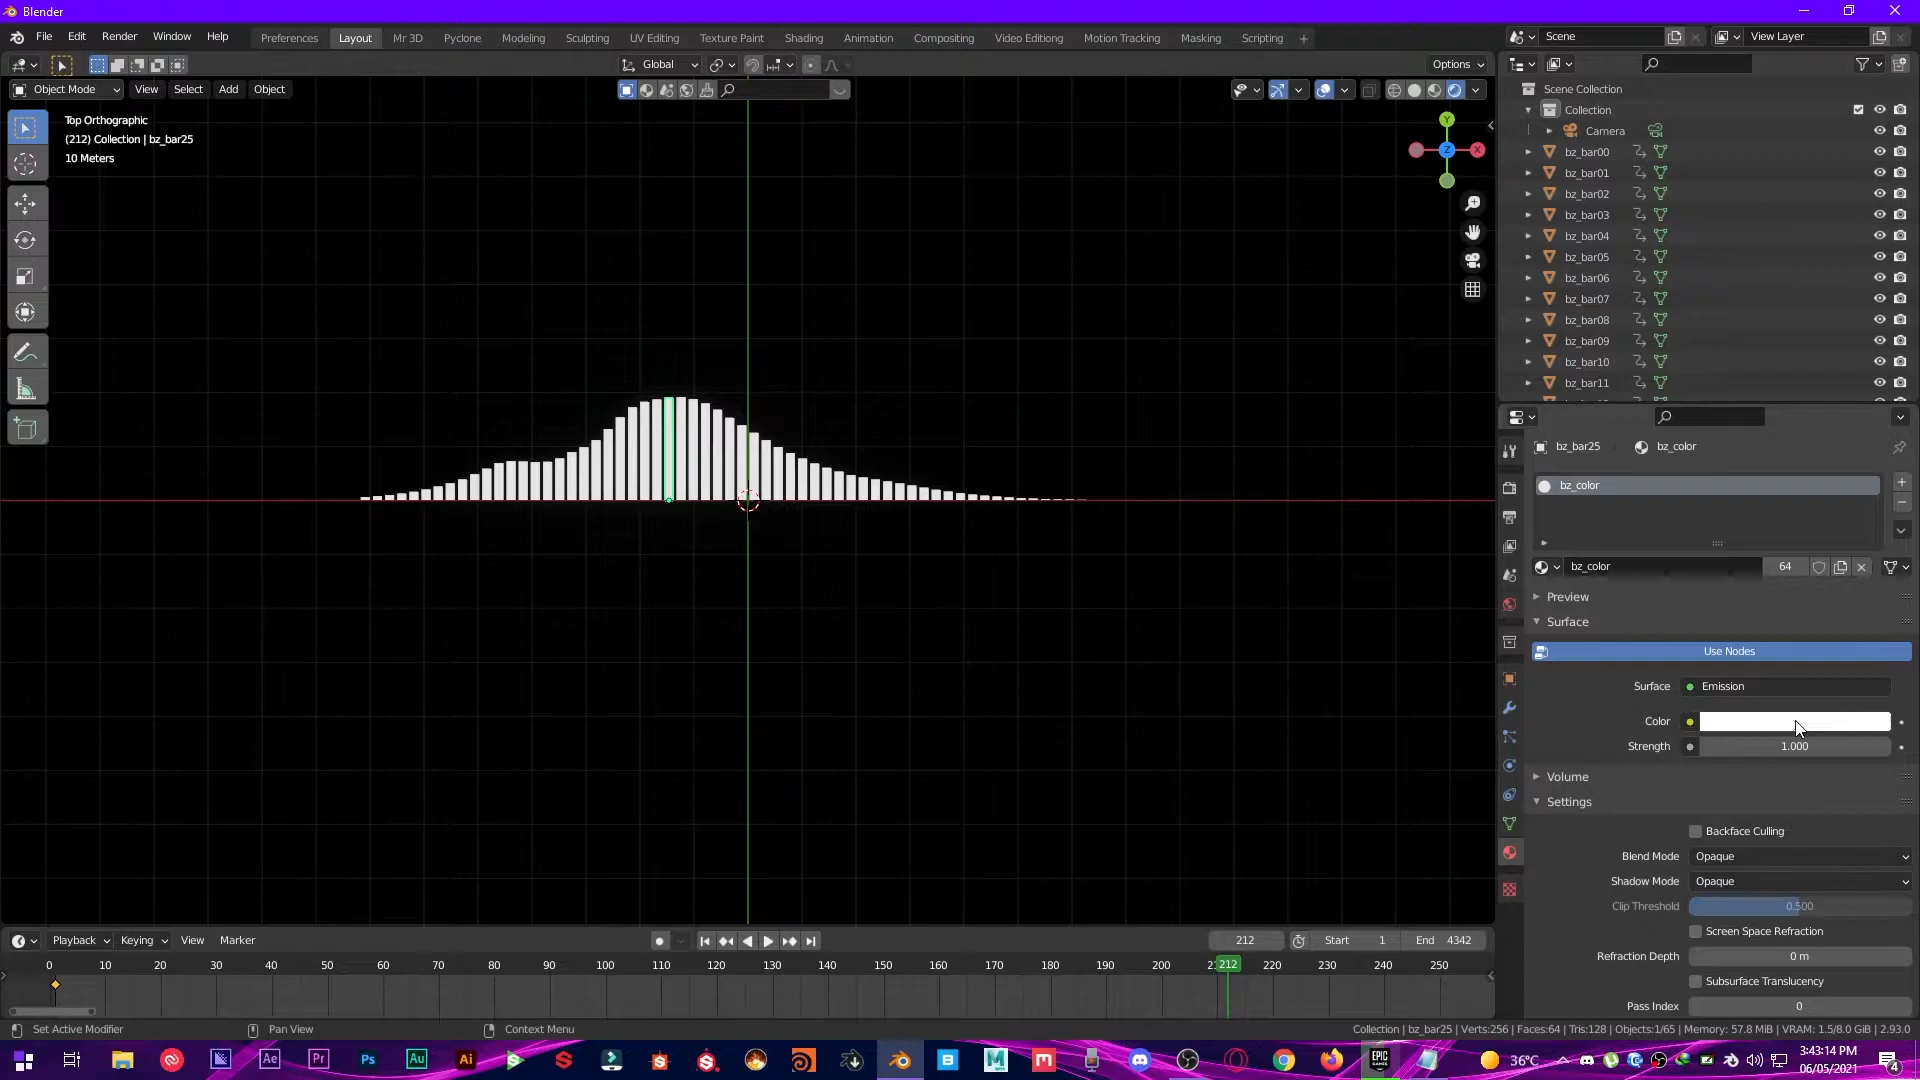 Blender
File Edit Render Window Help Preferences Layout Mr 3D Pyclone Modeling Sculpting UV Editing Texture Paint Shading Animation Compositing Video Editing Motion Tracking Masking Scripting + Scene View Layer
Global Options
Object Mode View Select Add Object
Top Orthographic
(212) Collection | bz_bar25
10 Meters
Y
X
Z
Scene Collection
Collection
Camera
bz_bar00
bz_bar01
bz_bar02
bz_bar03
bz_bar04
bz_bar05
bz_bar06
bz_bar07
bz_bar08
bz_bar09
bz_bar10
bz_bar11
bz_bar25 bz_color
bz_color
bz_color 64
Preview
Surface
Use Nodes
Surface Emission
Color
Strength 1.000
Volume
Settings
Backface Culling
Blend Mode Opaque
Shadow Mode Opaque
Clip Threshold 0.500
Screen Space Refraction
Refraction Depth 0 m
Subsurface Translucency
Pass Index 0
Playback Keying View Marker 212 Start 1 End 4342
0 10 20 30 40 50 60 70 80 90 100 110 120 130 140 150 160 170 180 190 200 212 220 230 240 250
Set Active Modifier Pan View Context Menu Collection | bz_bar25 | Verts:256 | Faces:64 | Tris:128 | Objects:1/65 | Memory: 57.8 MiB | VRAM: 1.5/8.0 GiB | 2.93.0
Ae Pr Ps Au Ai S B M M EPIC GAMES 36°C 3:43:14 PM
06/05/2021 4